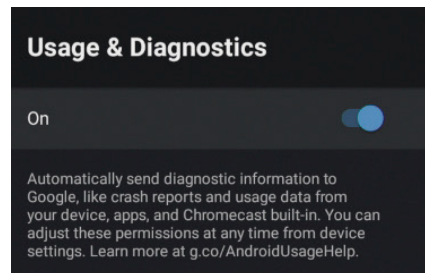 Usage & Diagnostics
On
Automatically send diagnostic information to
Google, like crash reports and usage data from
your device, apps, and Chromecast built-in. You can
adjust these permissions at any time from device
settings. Learn more at g.co/AndroidUsageHelp.